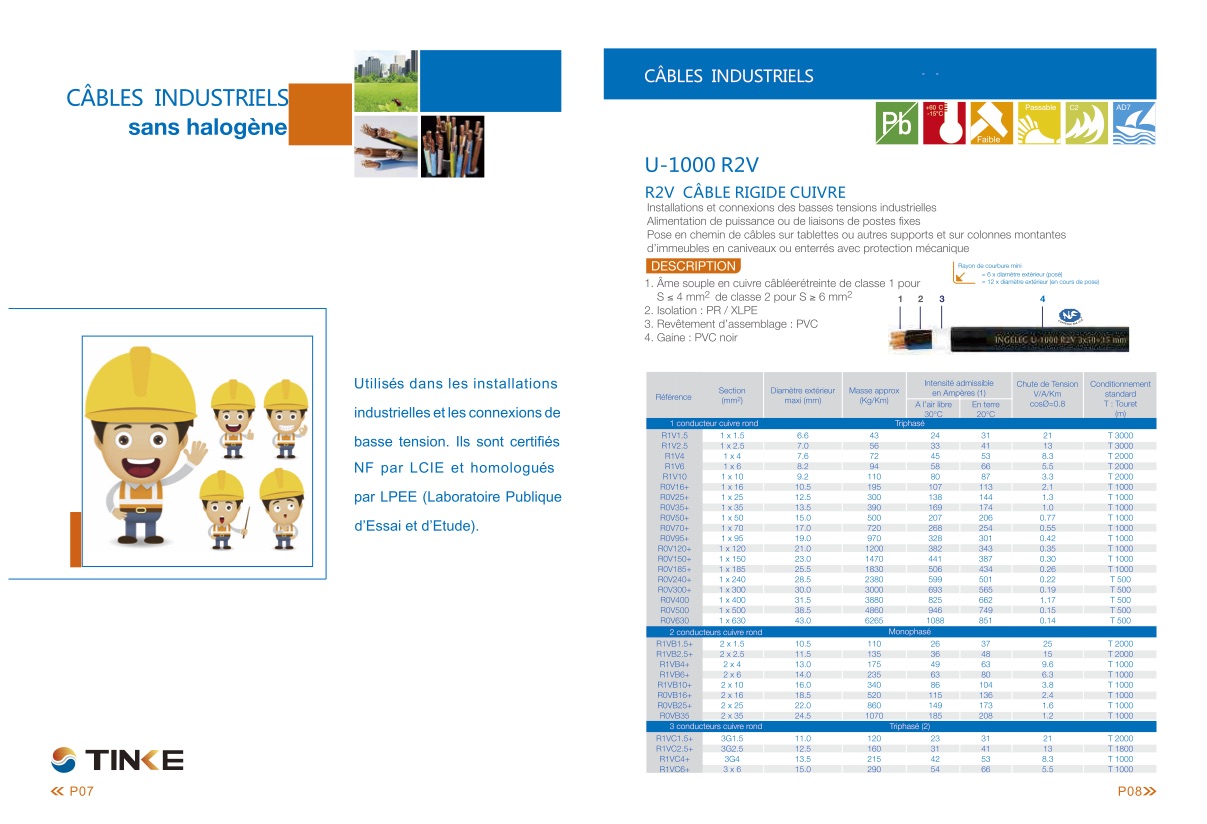 CÂBLES INDUSTRIELS
sans halogène
Utilisés dans les installations
industrielles et les connexions de
basse tension. Ils sont certifiés
NF par LCIE et homologués
par LPEE (Laboratoire Publique
d'Essai et d'Etude).
TINKE
P07
CÂBLES INDUSTRIELS - -
Pb +60 C -15°C Faible Passable C2 AD7
U-1000 R2V
R2V CÂBLE RIGIDE CUIVRE
Installations et connexions des basses tensions industrielles
Alimentation de puissance ou de liaisons de postes fixes
Pose en chemin de câbles sur tablettes ou autres supports et sur colonnes montantes
d'immeubles en caniveaux ou enterrés avec protection mécanique
DESCRIPTION
1. Âme souple en cuivre câbléerétreinte de classe 1 pour
S ≤ 4 mm² de classe 2 pour S ≥ 6 mm²
2. Isolation : PR / XLPE
3. Revêtement d'assemblage : PVC
4. Gaine : PVC noir
Rayon de courbure mini
= 6 x diamètre extérieur (posé)
= 12 x diamètre extérieur (en cours de pose)
1 2 3 4
NF
INGELEC U-1000 R2V 3x50+35 mm
Référence Section (mm²) Diamètre extérieur maxi (mm) Masse approx (Kg/Km) Intensité admissible en Ampères (1) A l'air libre 30°C En terre 20°C Chute de Tension V/A/Km cosØ=0.8 Conditionnement standard T : Touret (m)
1 conducteur cuivre rond Triphasé
R1V1.5 1 x 1.5 6.6 43 24 31 21 T 3000
R1V2.5 1 x 2.5 7.0 56 33 41 13 T 3000
R1V4 1 x 4 7.6 72 45 53 8.3 T 2000
R1V6 1 x 6 8.2 94 58 66 5.5 T 2000
R1V10 1 x 10 9.2 110 80 87 3.3 T 2000
R0V16+ 1 x 16 10.5 195 107 113 2.1 T 1000
R0V25+ 1 x 25 12.5 300 138 144 1.3 T 1000
R0V35+ 1 x 35 13.5 390 169 174 1.0 T 1000
R0V50+ 1 x 50 15.0 500 207 206 0.77 T 1000
R0V70+ 1 x 70 17.0 720 268 254 0.55 T 1000
R0V95+ 1 x 95 19.0 970 328 301 0.42 T 1000
R0V120+ 1 x 120 21.0 1200 382 343 0.35 T 1000
R0V150+ 1 x 150 23.0 1470 441 387 0.30 T 1000
R0V185+ 1 x 185 25.5 1830 506 434 0.26 T 1000
R0V240+ 1 x 240 28.5 2380 599 501 0.22 T 500
R0V300+ 1 x 300 30.0 3000 693 565 0.19 T 500
R0V400 1 x 400 31.5 3880 825 662 1.17 T 500
R0V500 1 x 500 38.5 4860 946 749 0.15 T 500
R0V630 1 x 630 43.0 6265 1088 851 0.14 T 500
2 conducteurs cuivre rond Monophasé
R1VB1.5+ 2 x 1.5 10.5 110 26 37 25 T 2000
R1VB2.5+ 2 x 2.5 11.5 135 36 48 15 T 2000
R1VB4+ 2 x 4 13.0 175 49 63 9.6 T 1000
R1VB6+ 2 x 6 14.0 235 63 80 6.3 T 1000
R1VB10+ 2 x 10 16.0 340 86 104 3.8 T 1000
R0VB16+ 2 x 16 18.5 520 115 136 2.4 T 1000
R0VB25+ 2 x 25 22.0 860 149 173 1.6 T 1000
R0VB35 2 x 35 24.5 1070 185 208 1.2 T 1000
3 conducteurs cuivre rond Triphasé (2)
R1VC1.5+ 3G1.5 11.0 120 23 31 21 T 2000
R1VC2.5+ 3G2.5 12.5 160 31 41 13 T 1800
R1VC4+ 3G4 13.5 215 42 53 8.3 T 1000
R1VC6+ 3 x 6 15.0 290 54 66 5.5 T 1000
P08